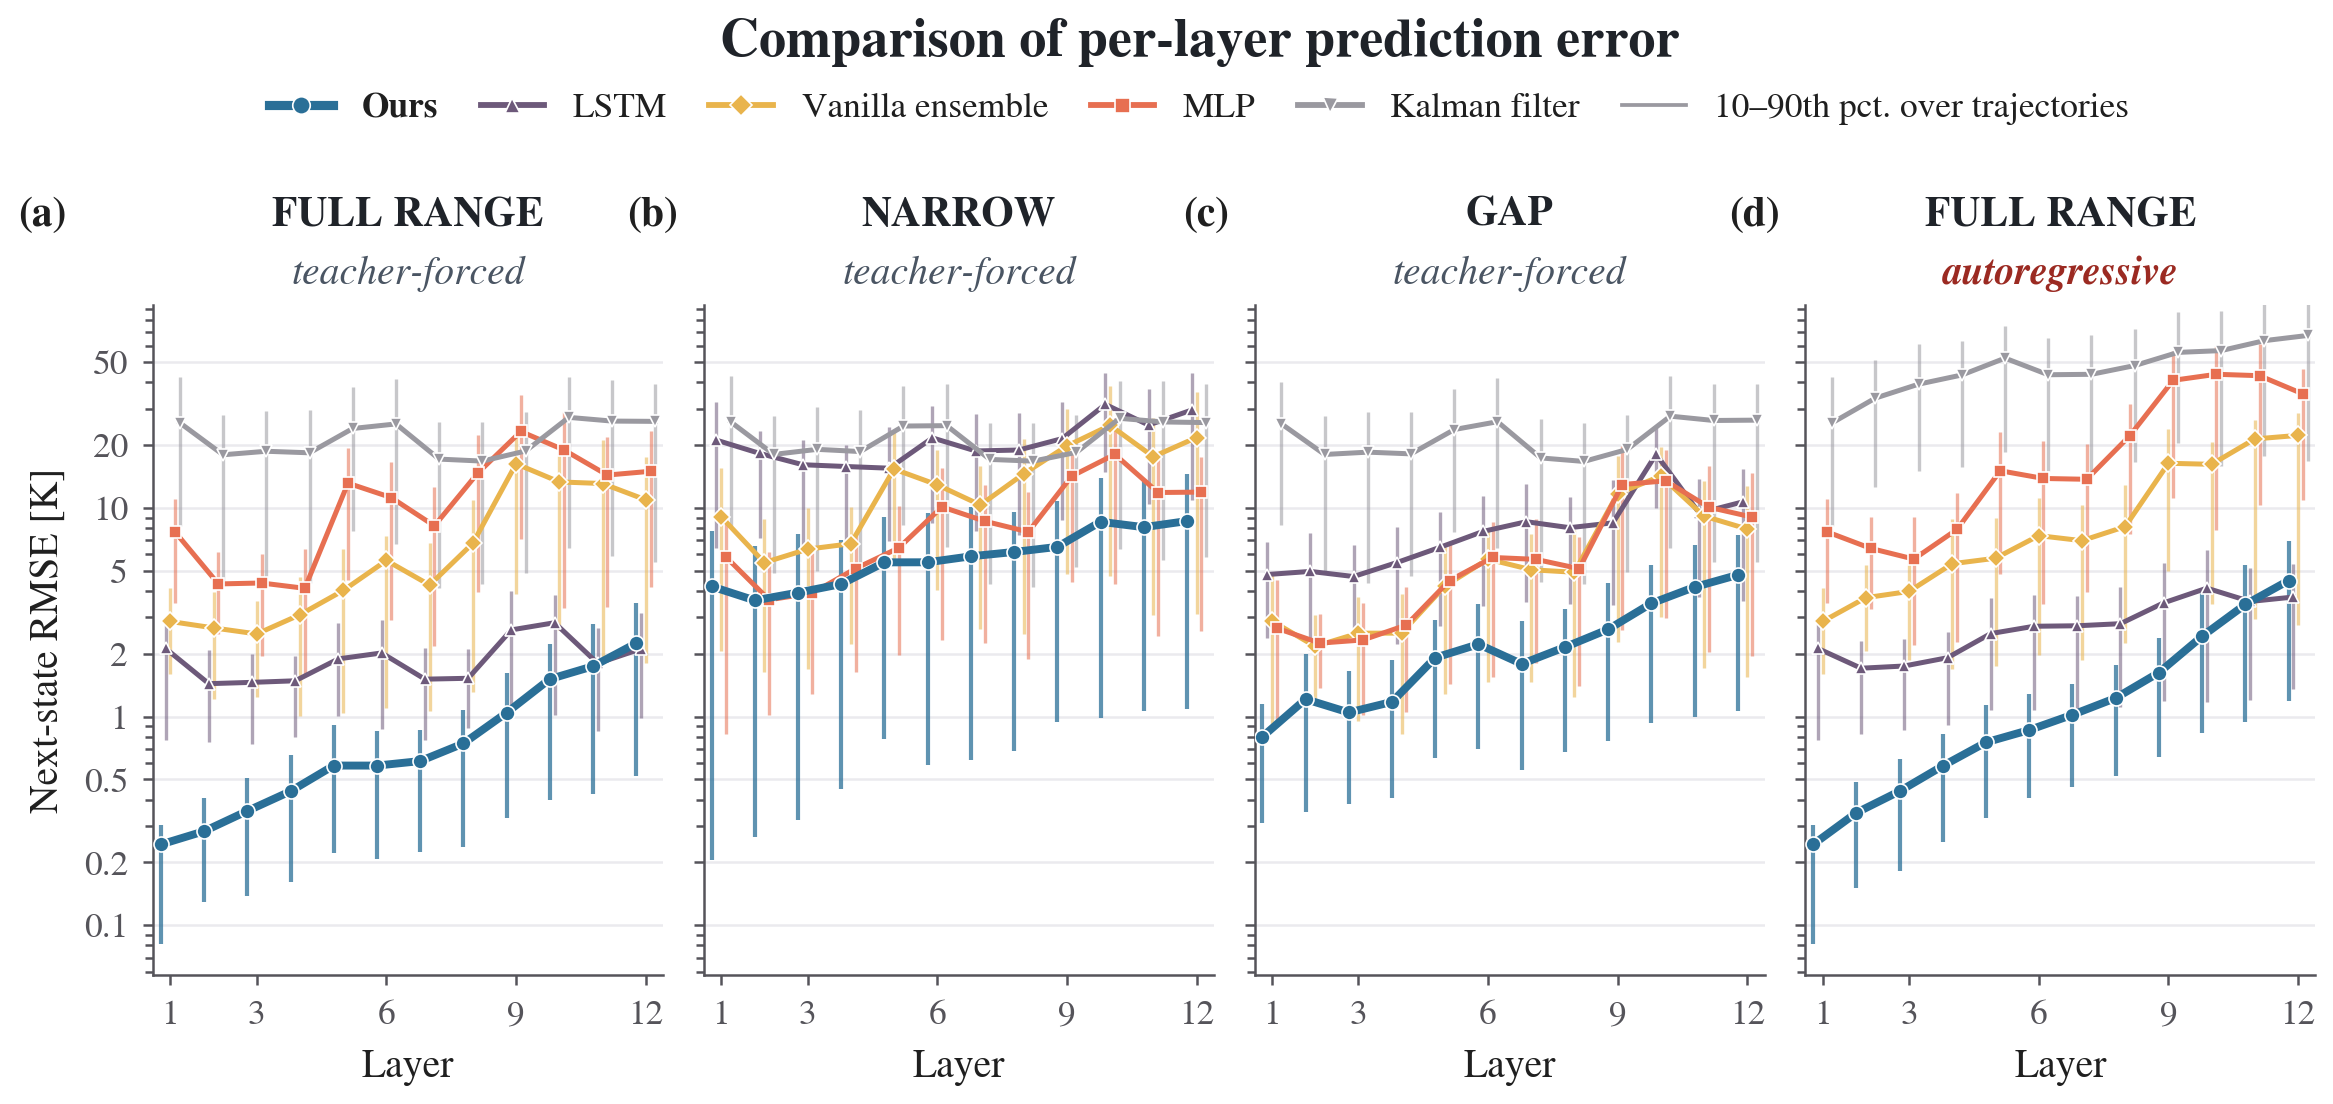 Comparison of per-layer prediction error
Ours LSTM Vanilla ensemble MLP Kalman filter 10–90th pct. over trajectories
(a) FULL RANGE
teacher-forced
(b) NARROW
teacher-forced
(c) GAP
teacher-forced
(d) FULL RANGE
autoregressive
Next-state RMSE [K]
50
20
10
5
2
1
0.5
0.2
0.1
1 3 6 9 12
Layer
1 3 6 9 12
Layer
1 3 6 9 12
Layer
1 3 6 9 12
Layer